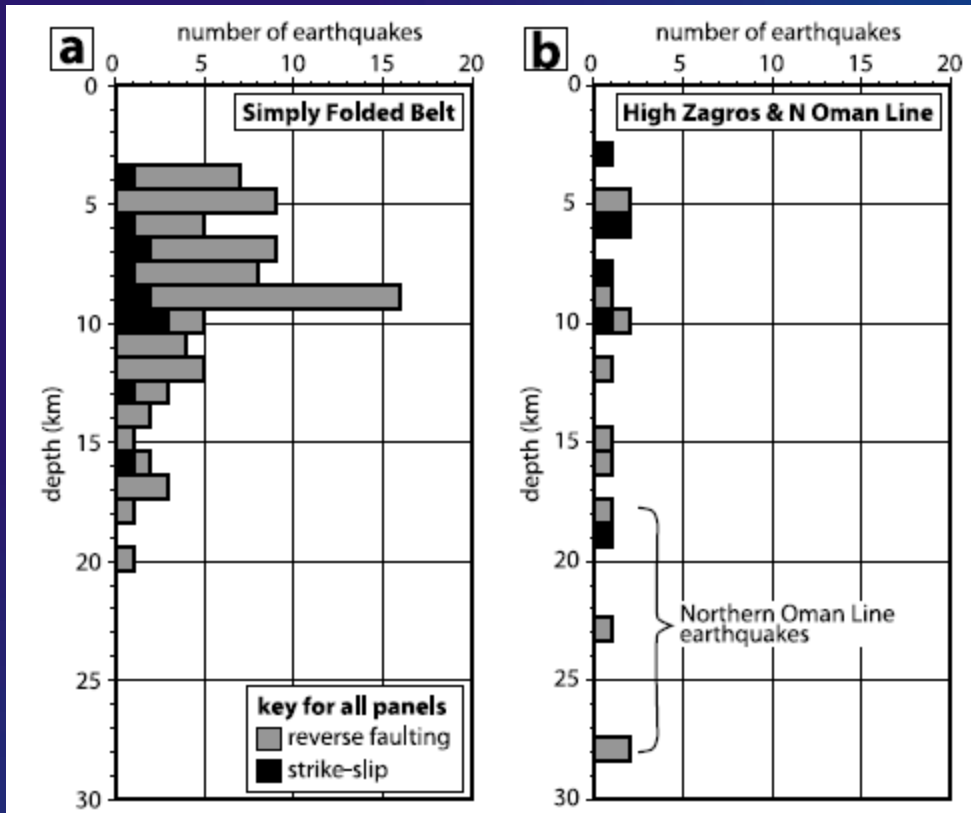 a
number of earthquakes
0 5 10 15 20
Simply Folded Belt
0
5
10
15
20
25
30
depth (km)
key for all panels
reverse faulting
strike-slip
b
number of earthquakes
0 5 10 15 20
High Zagros & N Oman Line
0
5
10
15
20
25
30
depth (km)
Northern Oman Line
earthquakes